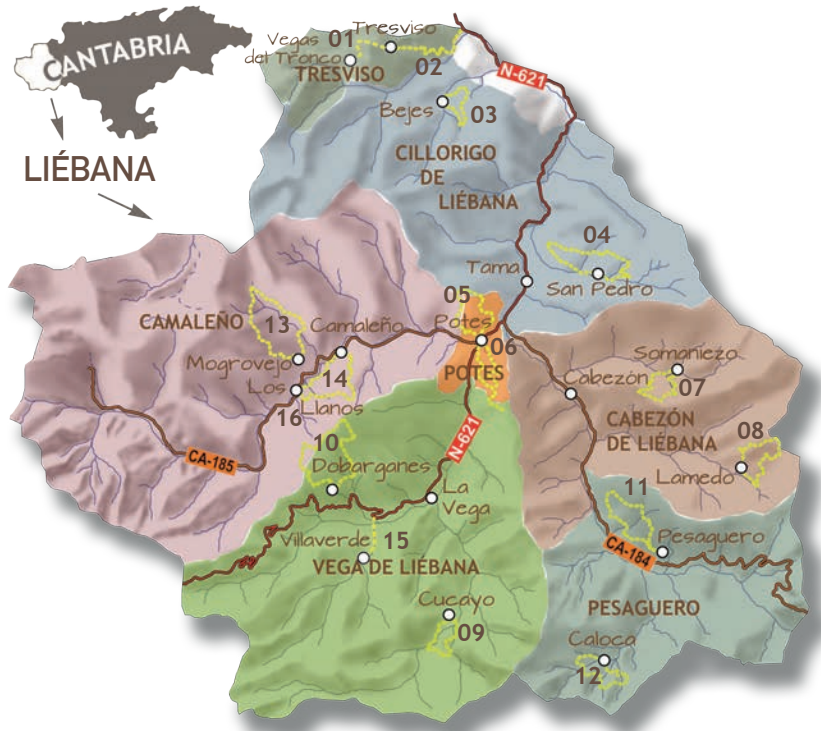 CANTABRIA
LIÉBANA
Vegas
del Tronco
01
Tresviso
TRESVISO
02
N-621
Bejes
03
CILLORIGO
DE
LIÉBANA
04
Tama
San Pedro
05
Potes
06
POTES
CAMALEÑO
13
Camaleño
Mogrovejo
Los
Llanos
14
16
CA-185
Somaniezo
Cabezón
07
CABEZÓN
DE LIÉBANA
08
Lamedo
10
Dobarganes
N-621
La
Vega
Villaverde
15
VEGA DE LIÉBANA
Cucayo
09
11
Pesaguero
CA-184
PESAGUERO
Caloca
12